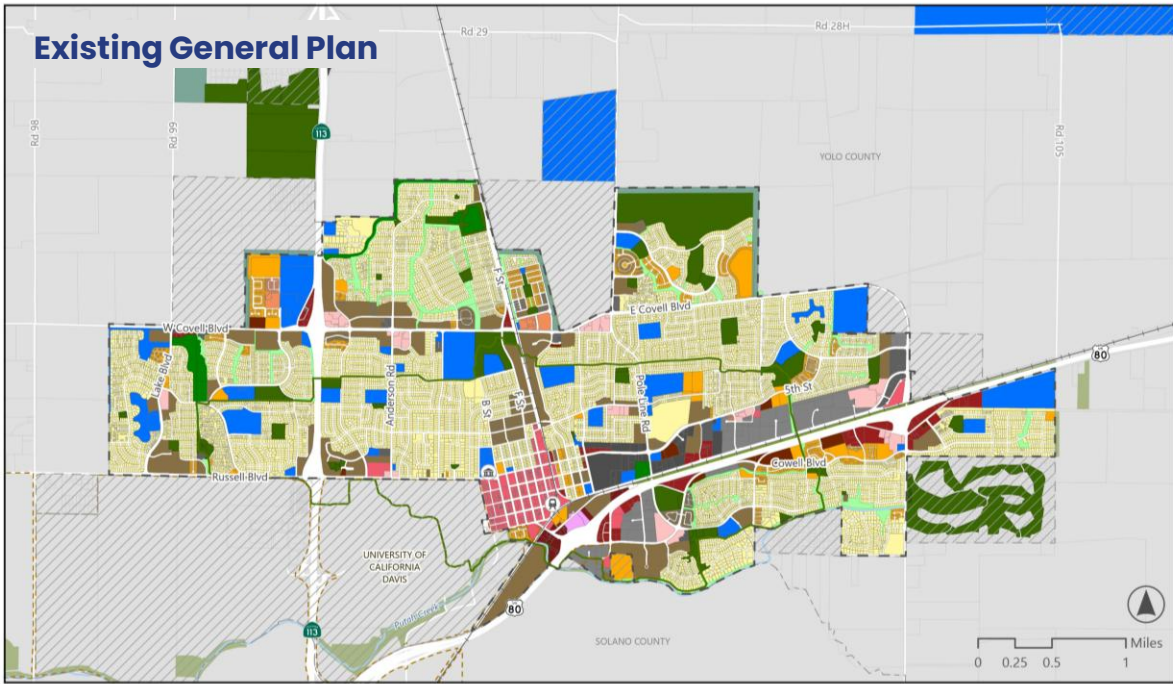 Existing General Plan
Rd 29
Rd 28H
Rd 98
Rd 99
113
Rd 105
YOLO COUNTY
F St
E Covell Blvd
W Covell Blvd
80
Lake Blvd
Anderson Rd
Pole Line Rd
5th St
B St
F St
Cowell Blvd
Russell Blvd
UNIVERSITY OF
CALIFORNIA
DAVIS
Putah Creek
80
113
SOLANO COUNTY
Miles
0 0.25 0.5 1